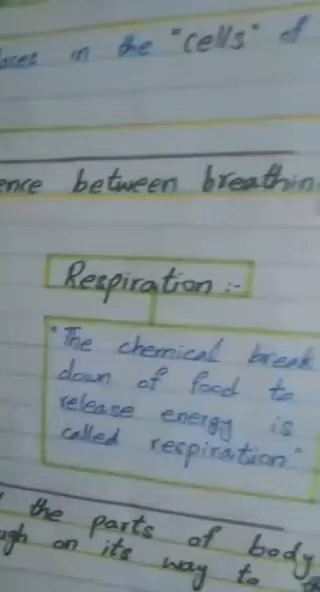 in the "cells" of
between
Respiration :-
"The chemical break
down of food to
release energy is
called respiration"
the parts of body
on its way to